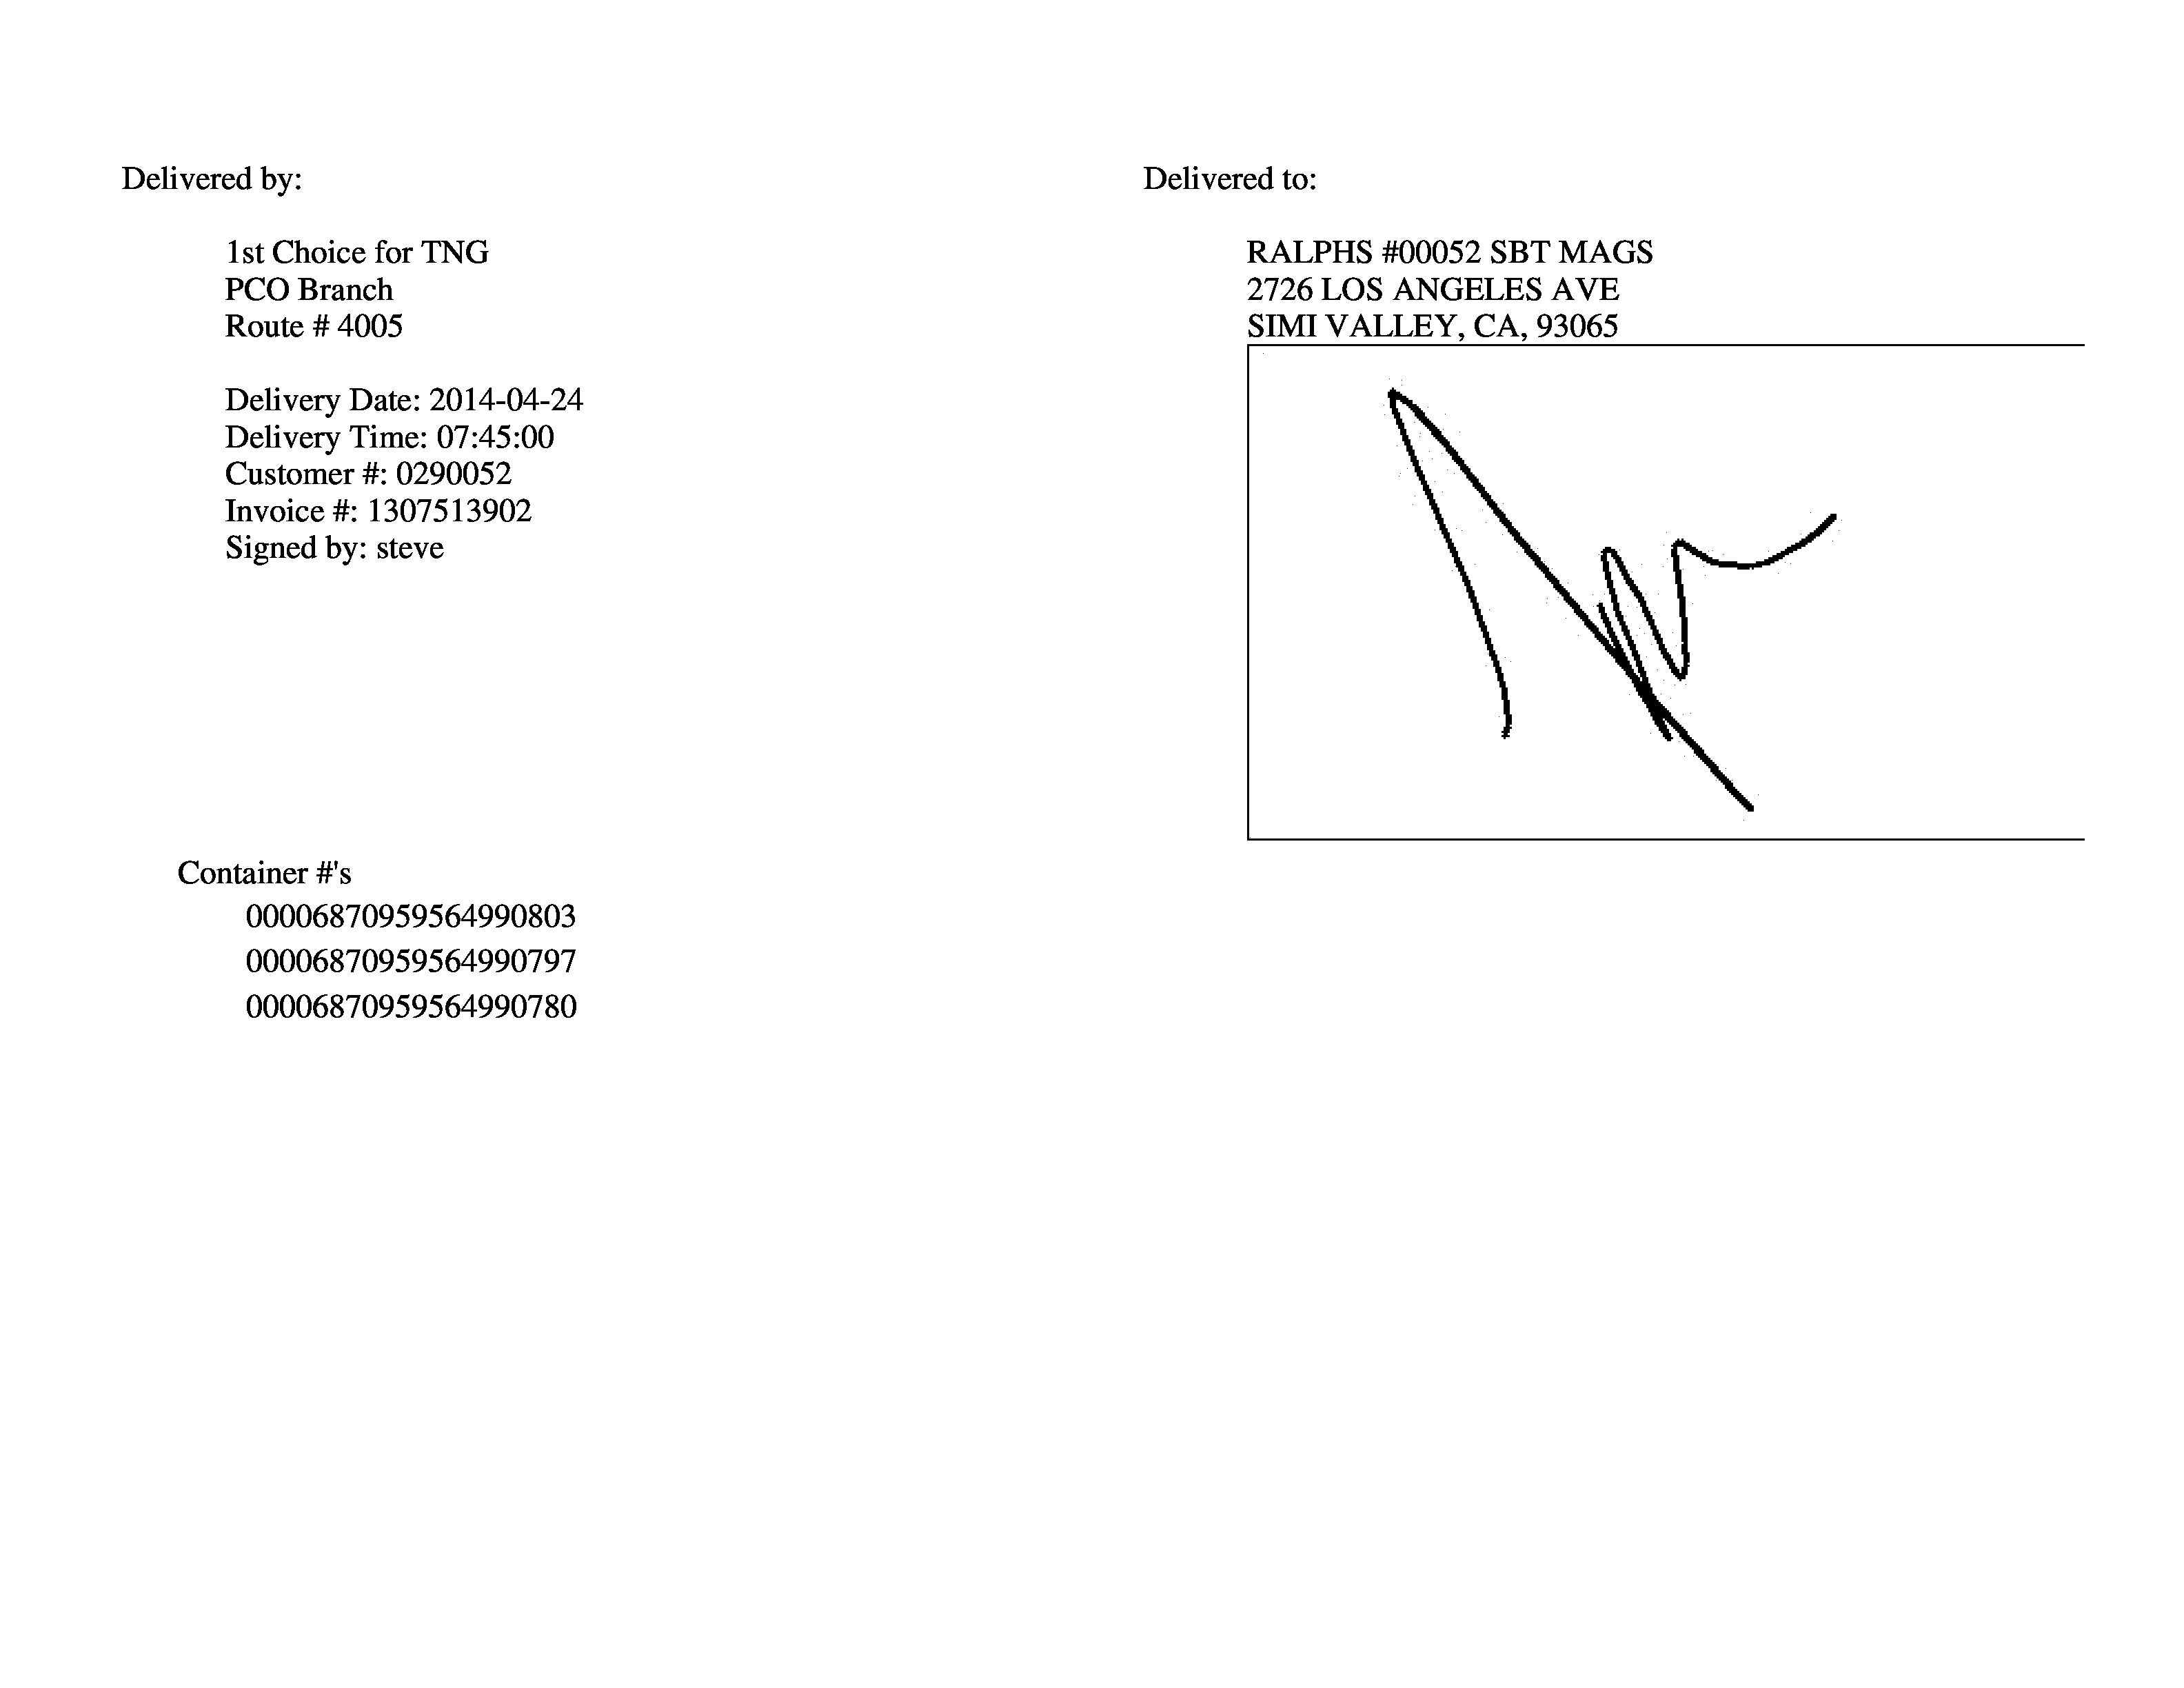 Delivered by:
1st Choice for TNG
PCO Branch
Route # 4005
Delivery Date: 2014-04-24
Delivery Time: 07:45:00
Customer #: 0290052
Invoice #: 1307513902
Signed by: steve
Delivered to:
RALPHS #00052 SBT MAGS
2726 LOS ANGELES AVE
SIMI VALLEY, CA, 93065
Container #'s
00006870959564990803
00006870959564990797
00006870959564990780